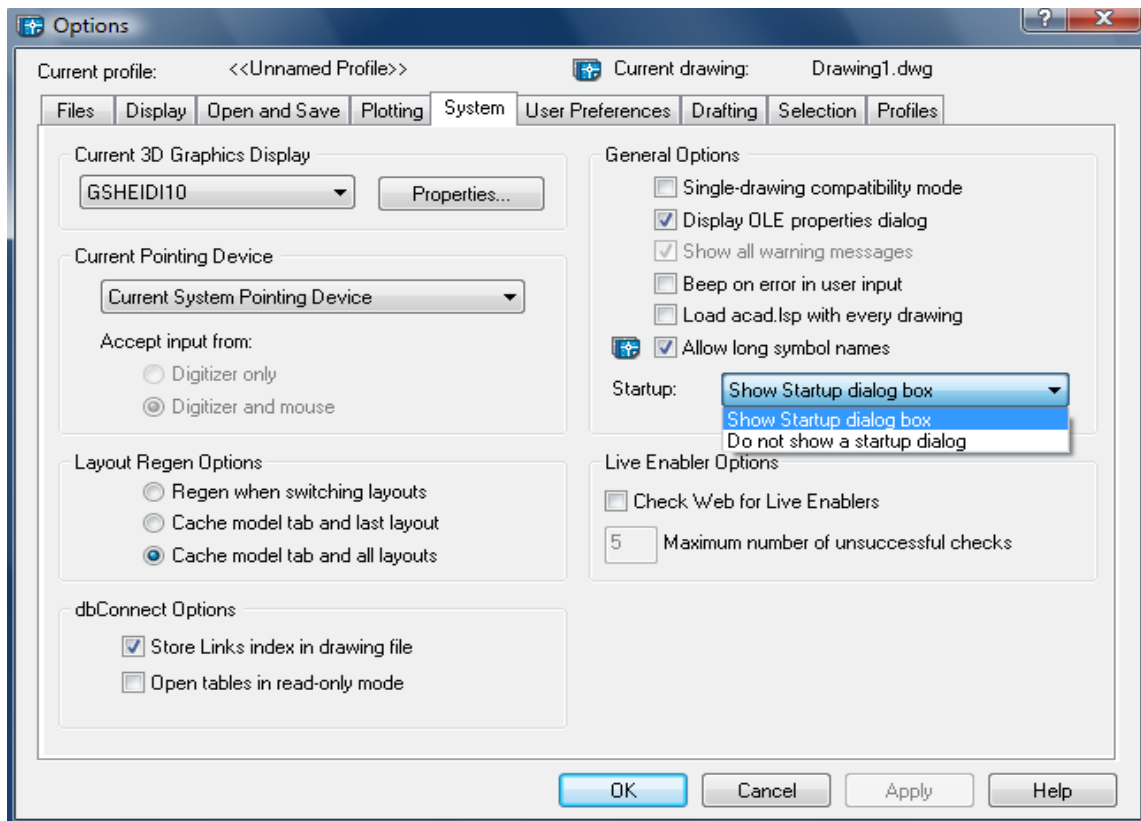 Options
Current profile: <<Unnamed Profile>> Current drawing: Drawing1.dwg
Files Display Open and Save Plotting System User Preferences Drafting Selection Profiles
Current 3D Graphics Display
GSHEIDI10 Properties...
Current Pointing Device
Current System Pointing Device
Accept input from:
Digitizer only
Digitizer and mouse
Layout Regen Options
Regen when switching layouts
Cache model tab and last layout
Cache model tab and all layouts
dbConnect Options
Store Links index in drawing file
Open tables in read-only mode
General Options
Single-drawing compatibility mode
Display OLE properties dialog
Show all warning messages
Beep on error in user input
Load acad.lsp with every drawing
Allow long symbol names
Startup: Show Startup dialog box
Show Startup dialog box
Do not show a startup dialog
Live Enabler Options
Check Web for Live Enablers
5 Maximum number of unsuccessful checks
OK Cancel Apply Help